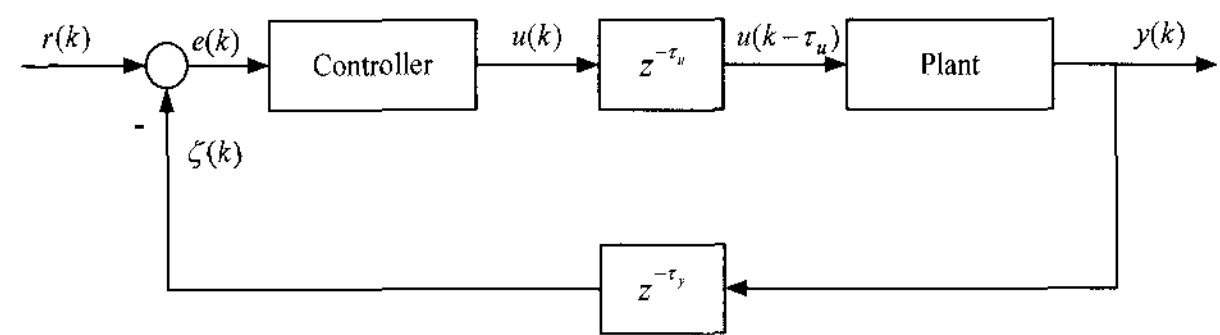 r(k)
e(k)
Controller
u(k)
z^{-τ_u}
u(k-τ_u)
Plant
y(k)
-
ζ(k)
z^{-τ_y}